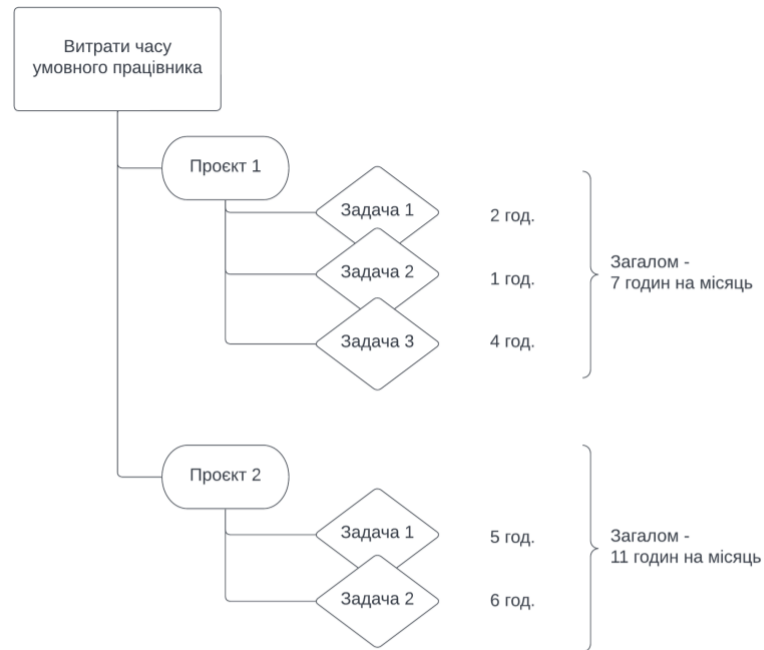 Витрати часу
умовного працівника
Проєкт 1
Задача 1
2 год.
Задача 2
1 год.
Задача 3
4 год.
Загалом -
7 годин на місяць
Проєкт 2
Задача 1
5 год.
Задача 2
6 год.
Загалом -
11 годин на місяць